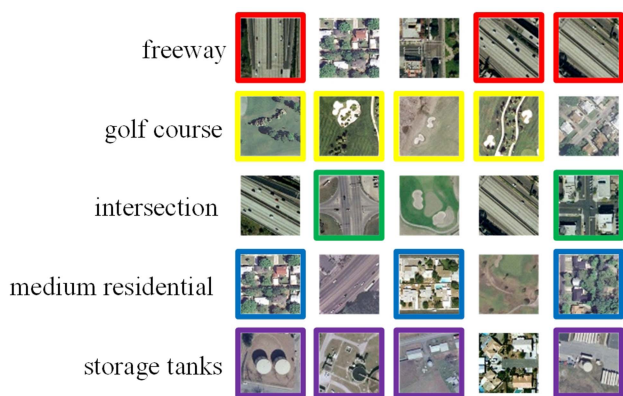 freeway
golf course
intersection
medium residential
storage tanks